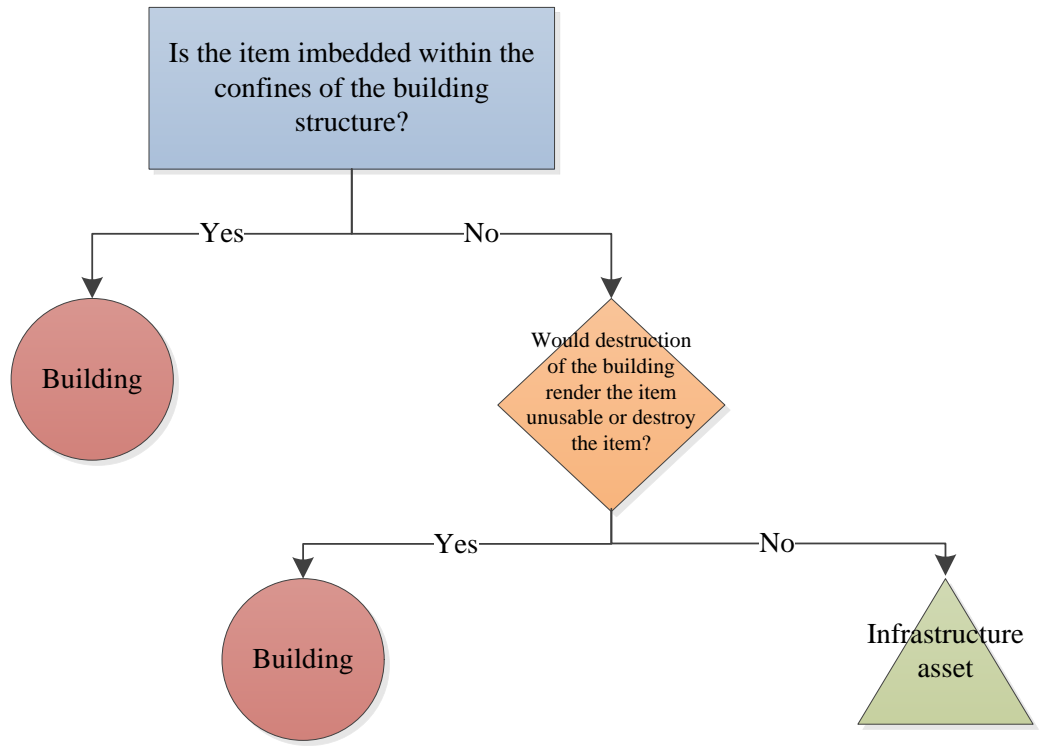 Is the item imbedded within the
confines of the building
structure?
Yes
No
Building
Would destruction
of the building
render the item
unusable or destroy
the item?
Yes
No
Building
Infrastructure
asset